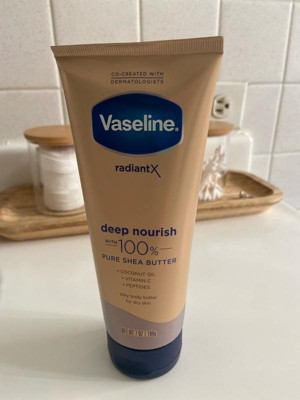 CO-CREATED WITH
DERMATOLOGISTS
Vaseline
radiantX
deep nourish
WITH 100%
PURE SHEA BUTTER
+ COCONUT OIL
+ VITAMIN C
+ PEPTIDES
body butter
for dry skin